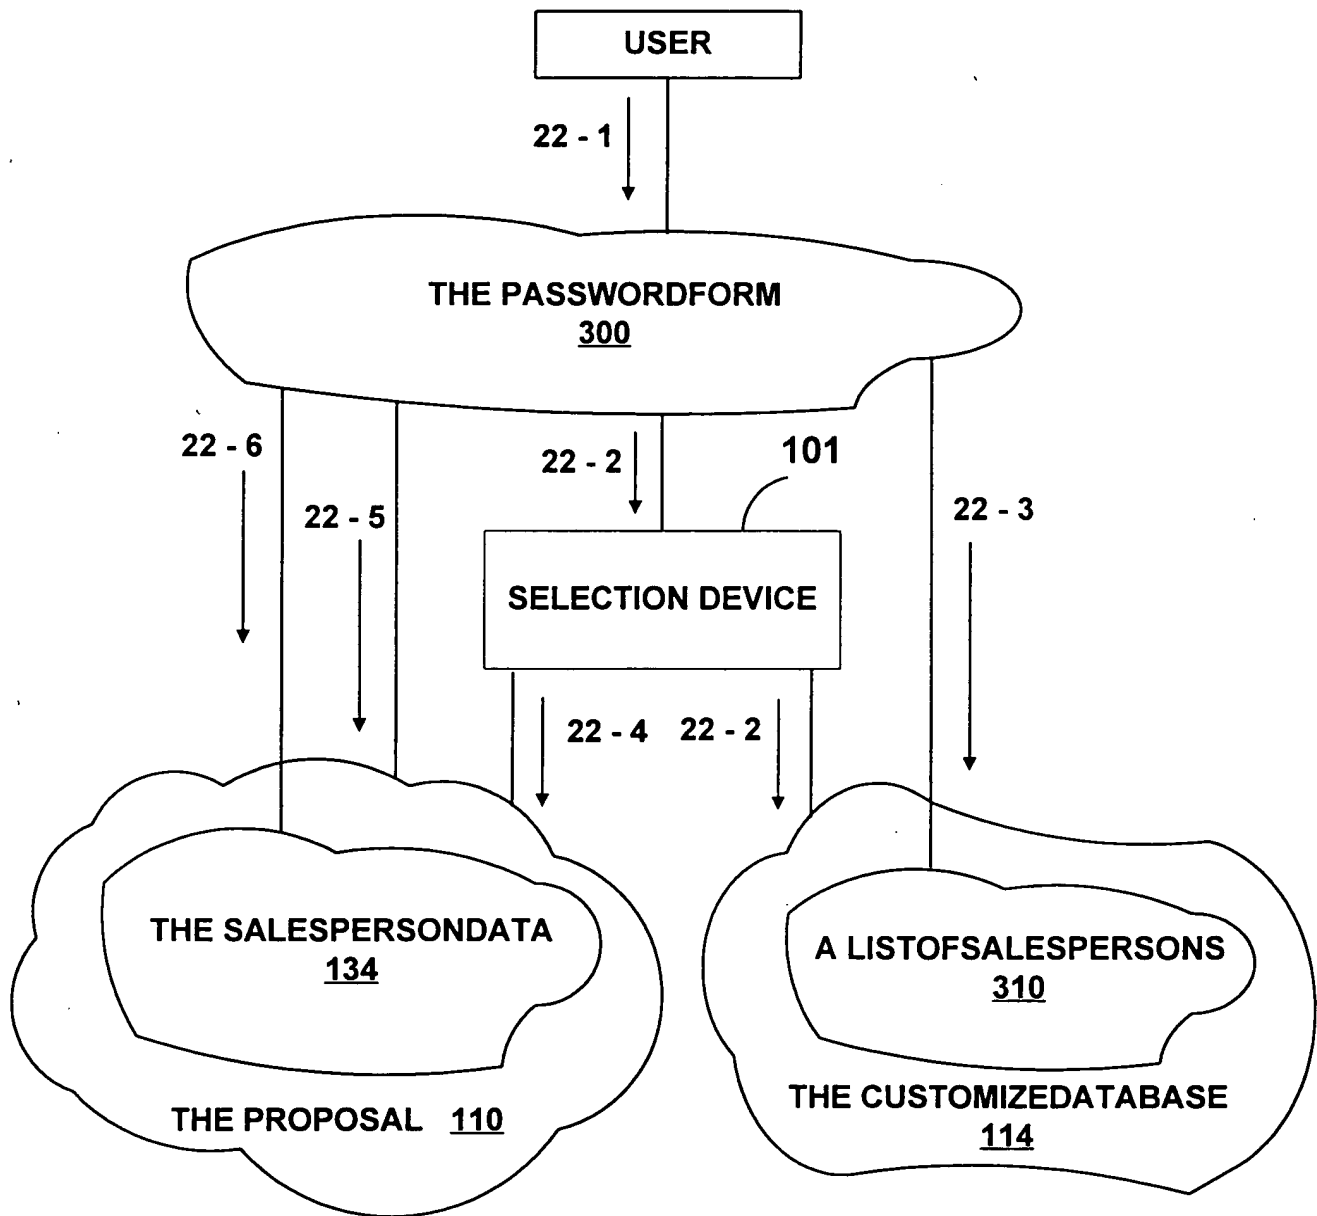 USER
22 - 1
THE PASSWORDFORM
300
22 - 6
22 - 2
101
22 - 5
22 - 3
SELECTION DEVICE
22 - 4
22 - 2
THE SALESPERSONDATA
134
A LISTOFSALESPERSONS
310
THE PROPOSAL 110
THE CUSTOMIZEDATABASE
114